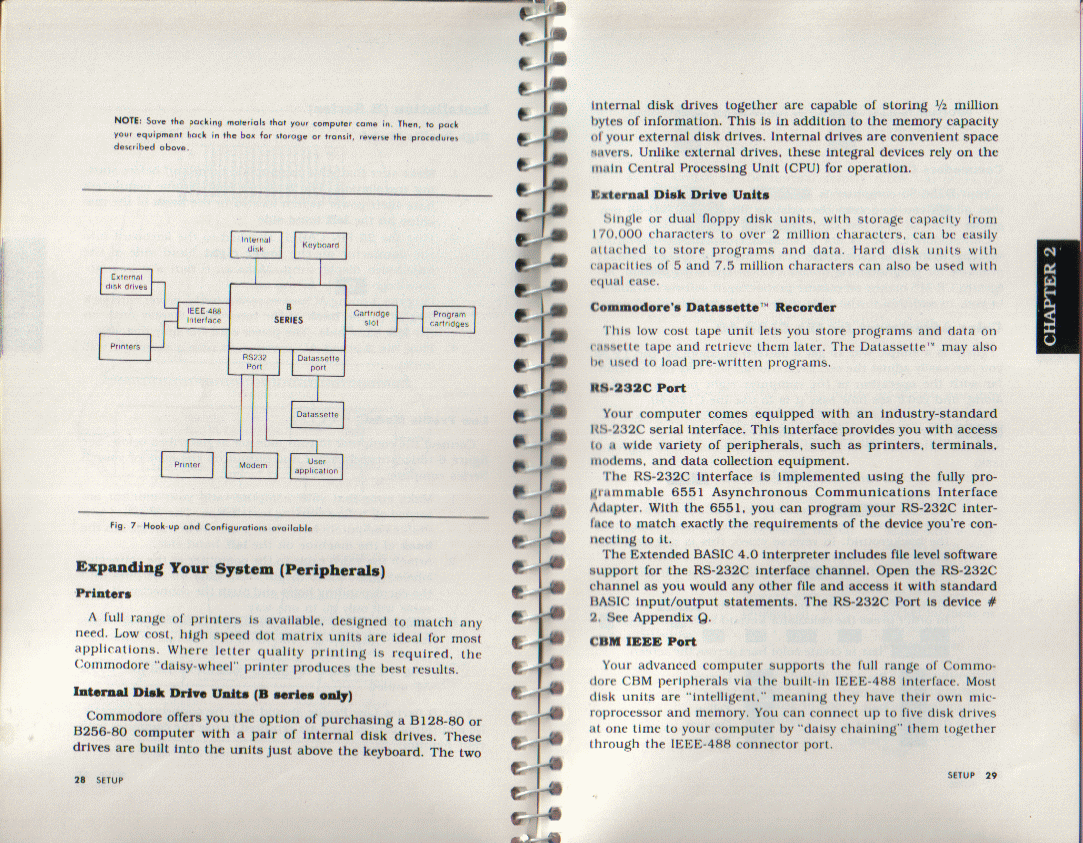 NOTE: Save the packing materials that your computer came in. Then, to pack
your equipment back in the box for storage or transit, reverse the procedures
described above.
Internal
disk
Keyboard
External
disk drives
IEEE-488
Interface
B
SERIES
Cartridge
slot
Program
cartridges
Printers
RS232
Port
Datassette
port
Datassette
Printer
Modem
User
application
Fig. 7 Hook-up and Configurations available
Expanding Your System (Peripherals)
Printers
A full range of printers is available, designed to match any
need. Low cost, high speed dot matrix units are ideal for most
applications. Where letter quality printing is required, the
Commodore "daisy-wheel" printer produces the best results.
Internal Disk Drive Units (B series only)
Commodore offers you the option of purchasing a B128-80 or
B256-80 computer with a pair of internal disk drives. These
drives are built into the units just above the keyboard. The two
28 SETUP
internal disk drives together are capable of storing ½ million
bytes of information. This is in addition to the memory capacity
of your external disk drives. Internal drives are convenient space
savers. Unlike external drives, these integral devices rely on the
main Central Processing Unit (CPU) for operation.
External Disk Drive Units
Single or dual floppy disk units, with storage capacity from
170,000 characters to over 2 million characters, can be easily
attached to store programs and data. Hard disk units with
capacities of 5 and 7.5 million characters can also be used with
equal ease.
Commodore's Datassette™ Recorder
This low cost tape unit lets you store programs and data on
cassette tape and retrieve them later. The Datassette™ may also
be used to load pre-written programs.
RS-232C Port
Your computer comes equipped with an industry-standard
RS-232C serial interface. This interface provides you with access
to a wide variety of peripherals, such as printers, terminals,
modems, and data collection equipment.
The RS-232C interface is implemented using the fully pro-
grammable 6551 Asynchronous Communications Interface
Adapter. With the 6551, you can program your RS-232C inter-
face to match exactly the requirements of the device you're con-
necting to it.
The Extended BASIC 4.0 interpreter includes file level software
support for the RS-232C interface channel. Open the RS-232C
channel as you would any other file and access it with standard
BASIC input/output statements. The RS-232C Port is device #
2. See Appendix Q.
CBM IEEE Port
Your advanced computer supports the full range of Commo-
dore CBM peripherals via the built-in IEEE-488 interface. Most
disk units are "intelligent," meaning they have their own mic-
roprocessor and memory. You can connect up to five disk drives
at one time to your computer by "daisy chaining" them together
through the IEEE-488 connector port.
SETUP 29
CHAPTER 2